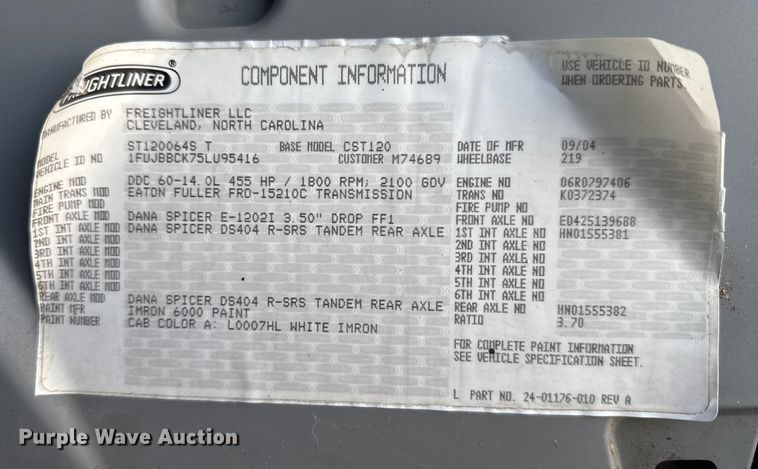 FREIGHTLINER®
COMPONENT INFORMATION
USE VEHICLE ID NUMBER
WHEN ORDERING PARTS
MANUFACTURED BY FREIGHTLINER LLC
CLEVELAND, NORTH CAROLINA
MODEL ST120064S T BASE MODEL CST120 DATE OF MFR 09/04
VEHICLE ID NO 1FUJBBCK75LU95416 CUSTOMER M74689 WHEELBASE 219
ENGINE MOD DDC 60-14.0L 455 HP / 1800 RPM; 2100 GOV ENGINE NO 06R0797406
MAIN TRANS MOD EATON FULLER FRO-15210C TRANSMISSION TRANS NO K0372374
FIRE PUMP MOD FIRE PUMP NO
FRONT AXLE MOD DANA SPICER E-1202I 3.50" DROP FF1 FRONT AXLE NO E0425139688
1ST INT AXLE MOD DANA SPICER DS404 R-SRS TANDEM REAR AXLE 1ST INT AXLE NO HN01555381
2ND INT AXLE MOD 2ND INT AXLE NO
3RD INT AXLE MOD 3RD INT AXLE NO
4TH INT AXLE MOD 4TH INT AXLE NO
5TH INT AXLE MOD 5TH INT AXLE NO
6TH INT AXLE MOD 6TH INT AXLE NO
REAR AXLE MOD DANA SPICER DS404 R-SRS TANDEM REAR AXLE REAR AXLE NO HN01555382
PAINT MFR IMRON 6000 PAINT RATIO 3.70
PAINT NUMBER CAB COLOR A: L0007HL WHITE IMRON
FOR COMPLETE PAINT INFORMATION
SEE VEHICLE SPECIFICATION SHEET.
L PART NO. 24-01176-010 REV A
Purple Wave Auction